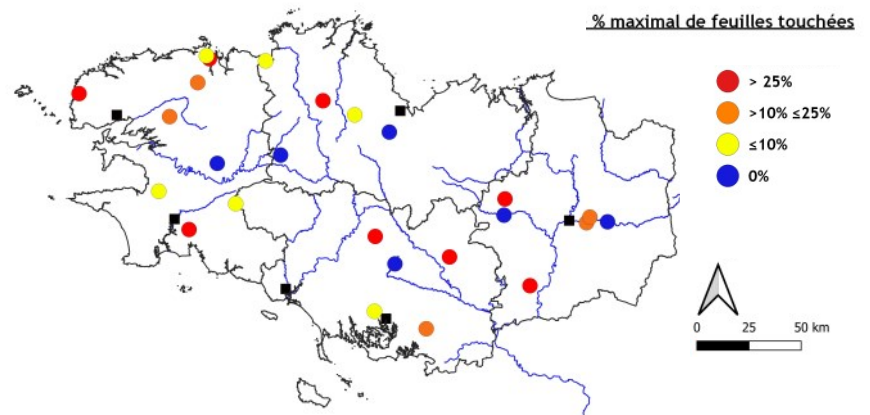 % maximal de feuilles touchées
> 25%
>10% ≤25%
≤10%
0%
0 25 50 km